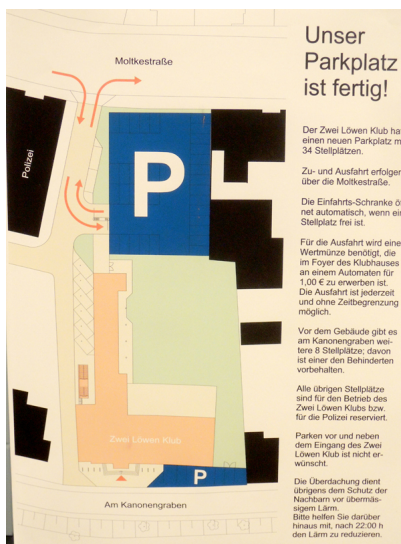 Unser
Parkplatz
ist fertig!
Der Zwei Löwen Klub
einen neuen Parkplatz
34 Stellplätzen.
Zu- und Ausfahrt
über die Moltkestraße.
Die Einfahrts-Schranke
net automatisch, wenn
Stellplatz frei ist.
Für die Ausfahrt wird eine
Wertmünze benötigt, die
im Foyer des Klubhauses
an einem Automaten für
1,00 € zu erwerben ist.
Die Ausfahrt ist jederzeit
und ohne Zeitbegrenzung
möglich.
Vor dem Gebäude gibt es
am Kanonengraben wei-
tere 8 Stellplätze; davon
ist einer den Behinderten
vorbehalten.
Alle übrigen Stellplätze
sind für den Betrieb des
Zwei Löwen Klubs bzw.
für die Polizei reserviert.
Parken vor und neben
dem Eingang des Zwei
Löwen Klub ist nicht er-
wünscht.
Die Überdachung dient
übrigens dem Schutz der
Nachbarn vor übermäs-
sigem Lärm.
Bitte helfen Sie darüber
hinaus mit, nach 22:00 h
den Lärm zu reduzieren.
Moltkestraße
Polizei
P
Zwei Löwen Klub
P
Am Kanonengraben